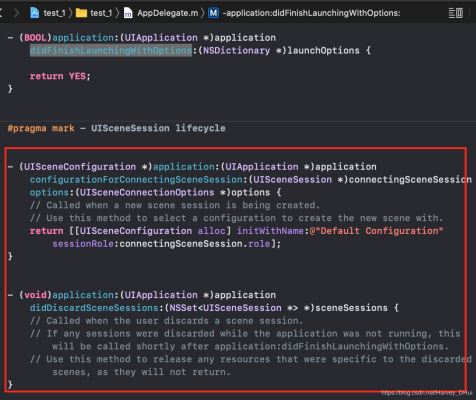 test_1 › test_1 › AppDelegate.m › M -application:didFinishLaunchingWithOptions:
- (BOOL)application:(UIApplication *)application
didFinishLaunchingWithOptions:(NSDictionary *)launchOptions {
return YES;
}
#pragma mark - UISceneSession lifecycle
- (UISceneConfiguration *)application:(UIApplication *)application
configurationForConnectingSceneSession:(UISceneSession *)connectingSceneSession
options:(UISceneConnectionOptions *)options {
// Called when a new scene session is being created.
// Use this method to select a configuration to create the new scene with.
return [[UISceneConfiguration alloc] initWithName:@"Default Configuration"
sessionRole:connectingSceneSession.role];
}
- (void)application:(UIApplication *)application
didDiscardSceneSessions:(NSSet<UISceneSession *> *)sceneSessions {
// Called when the user discards a scene session.
// If any sessions were discarded while the application was not running, this
will be called shortly after application:didFinishLaunchingWithOptions.
// Use this method to release any resources that were specific to the discarded
scenes, as they will not return.
}
https://blog.csdn.net/Harvey_DHui